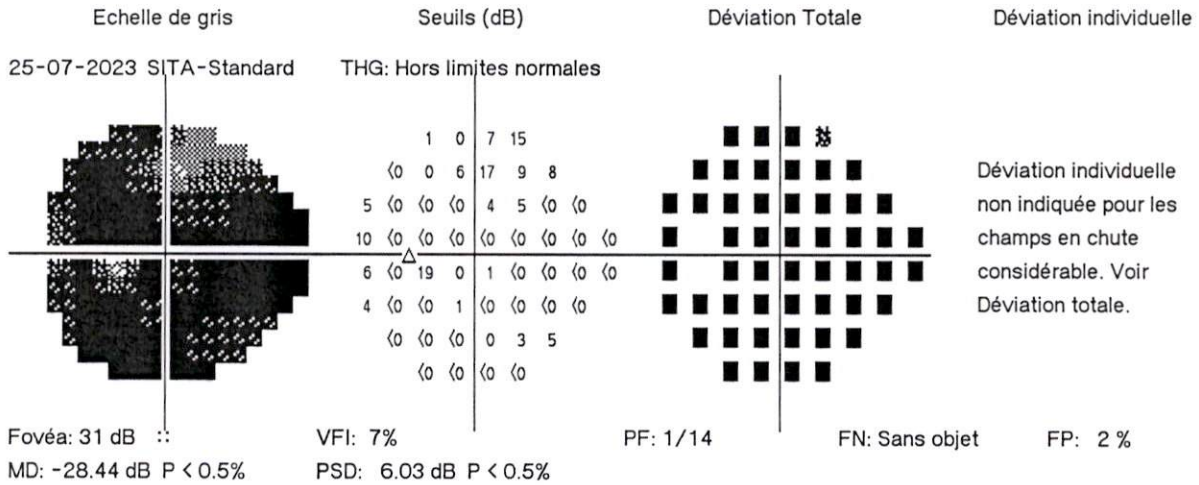 Echelle de gris Seuils (dB) Déviation Totale Déviation individuelle
25-07-2023 SITA-Standard THG: Hors limites normales
1 0 7 15
<0 0 6 17 9 8
5 <0 <0 <0 4 5 <0 <0
10 <0 <0 <0 <0 <0 <0 <0 <0
6 <0 19 0 1 <0 <0 <0 <0
4 <0 <0 1 <0 <0 <0 <0
<0 <0 <0 0 3 5
<0 <0 <0 <0
Déviation individuelle
non indiquée pour les
champs en chute
considérable. Voir
Déviation totale.
Fovéa: 31 dB :: VFI: 7% PF: 1/14 FN: Sans objet FP: 2 %
MD: -28.44 dB P < 0.5% PSD: 6.03 dB P < 0.5%